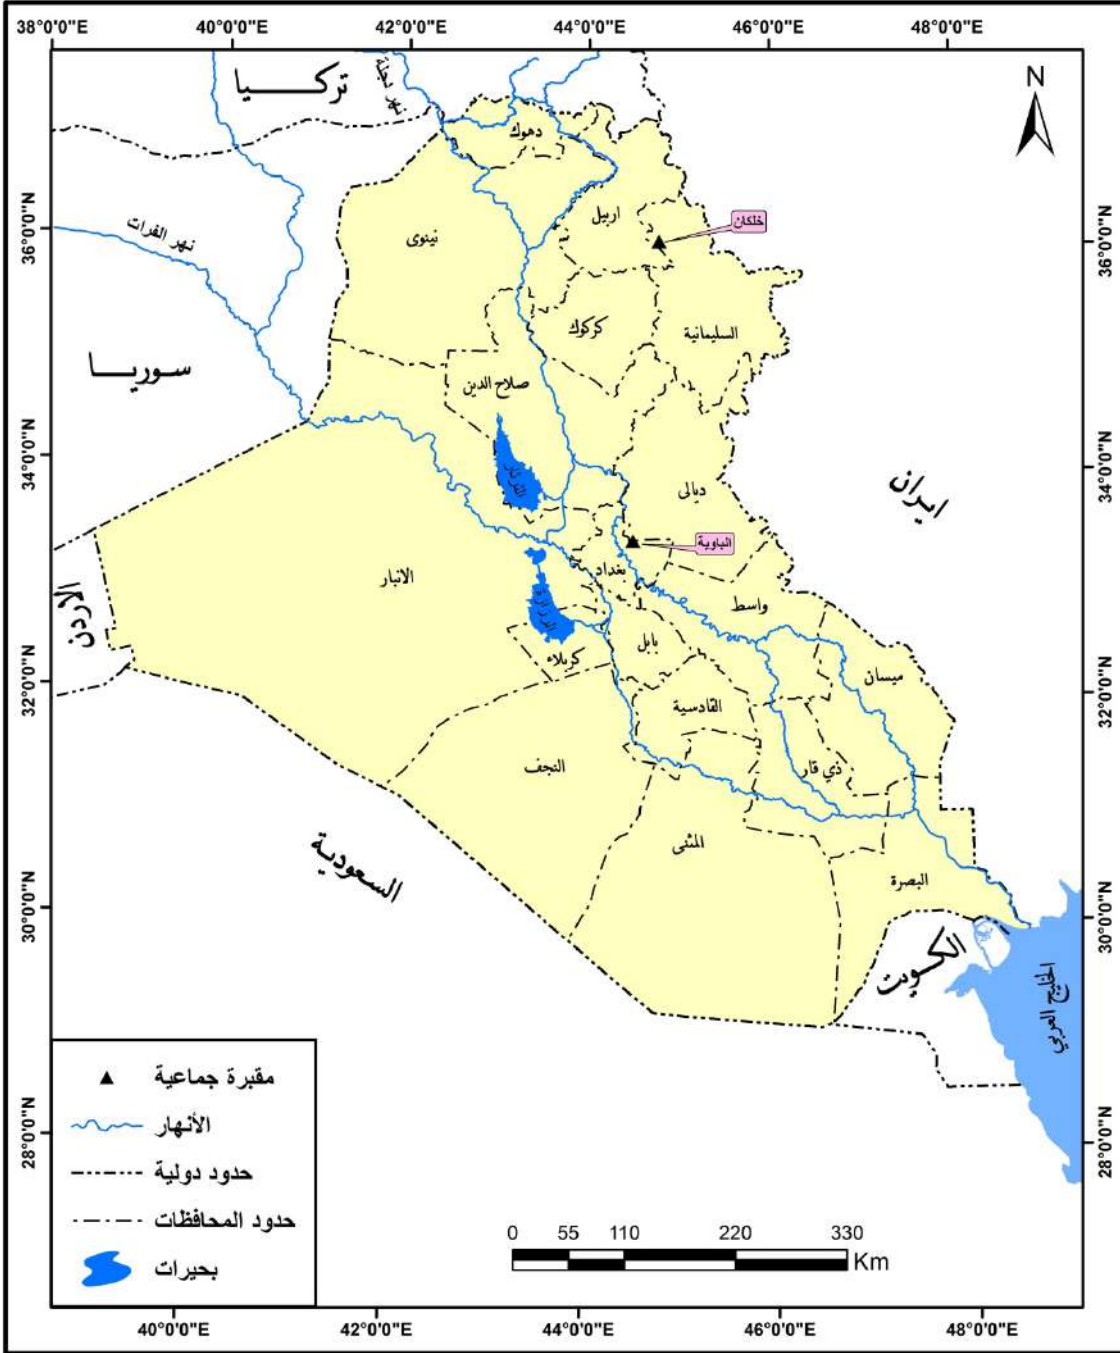 38°0'0"E 40°0'0"E 42°0'0"E 44°0'0"E 46°0'0"E 48°0'0"E
N
تركيا
نهر دجلة
دهوك
اربيل
خلكان
نينوى
نهر الفرات
كركوك
السليمانية
سوريا
صلاح الدين
ايران
ديالى
الثرثار
الباوية
بغداد
الانبار
واسط
الاردن
بابل
كربلاء
ميسان
القادسية
ذي قار
النجف
المثنى
السعودية
البصرة
الكويت
الخليج العربي
36°0'0"N
34°0'0"N
32°0'0"N
30°0'0"N
28°0'0"N
36°0'0"N
34°0'0"N
32°0'0"N
30°0'0"N
28°0'0"N
مقبرة جماعية
الأنهار
حدود دولية
حدود المحافظات
بحيرات
0 55 110 220 330
Km
40°0'0"E 42°0'0"E 44°0'0"E 46°0'0"E 48°0'0"E